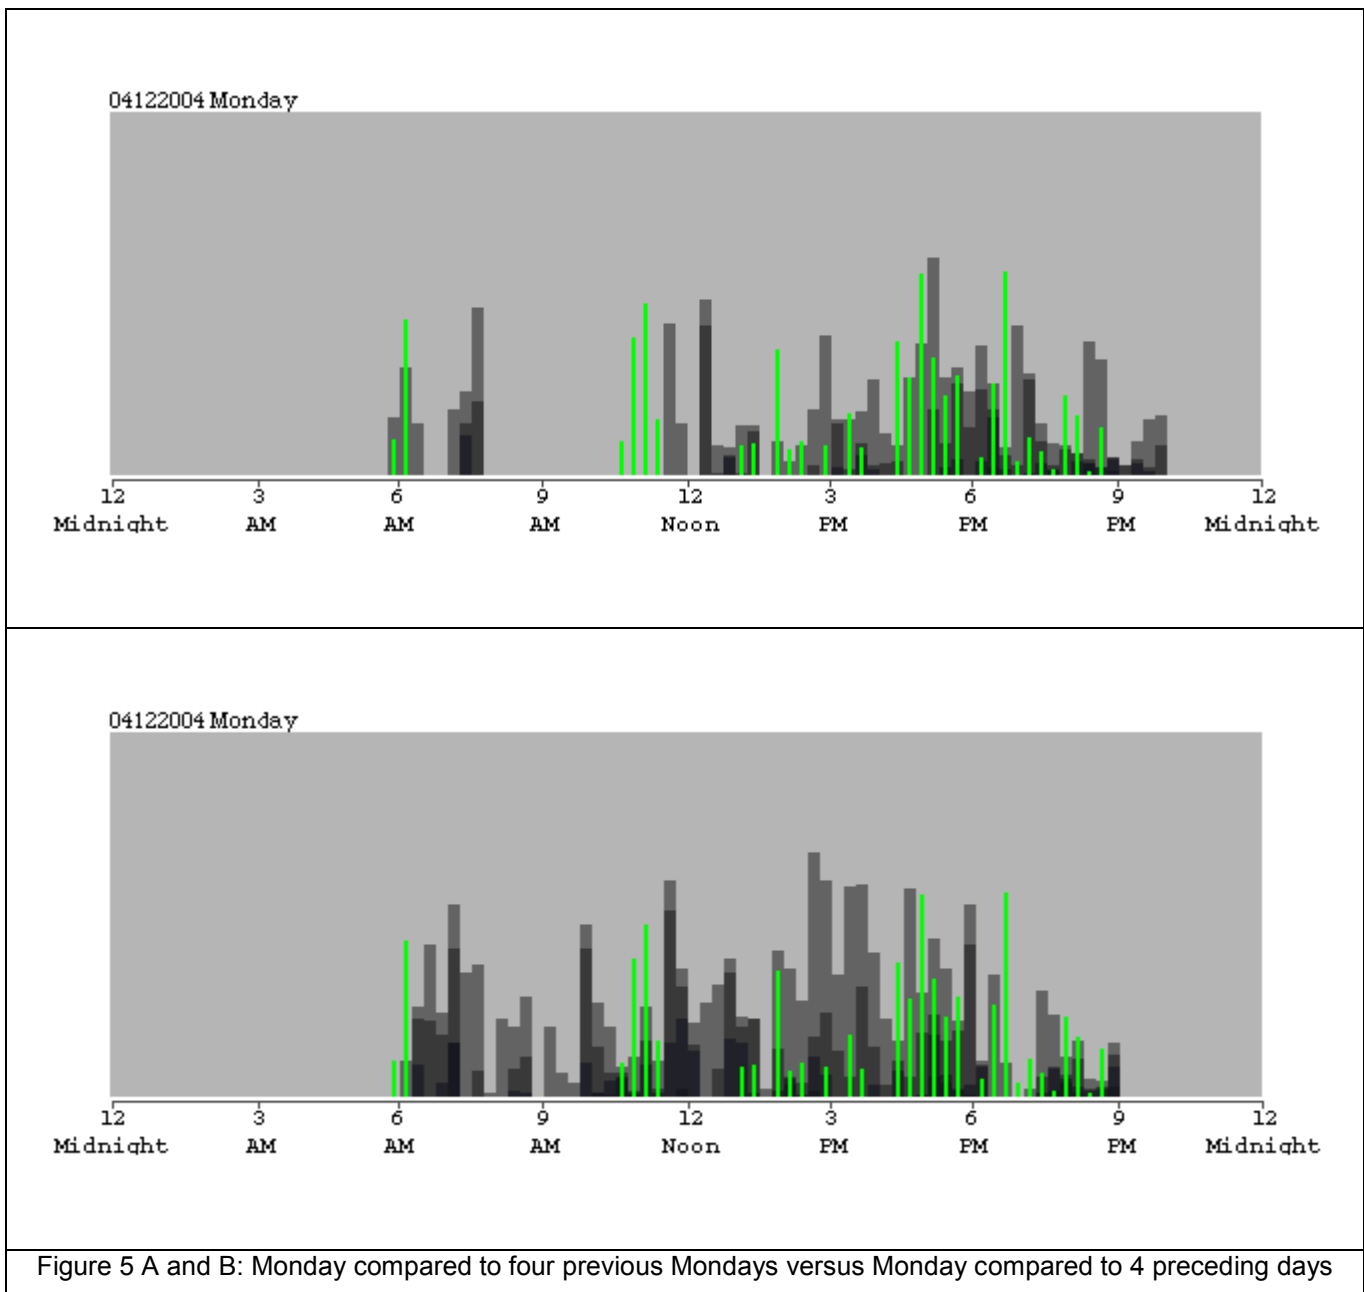 04122004 Monday
12 3 6 9 12 3 6 9 12
Midnight AM AM AM Noon PM PM PM Midnight
04122004 Monday
12 3 6 9 12 3 6 9 12
Midnight AM AM AM Noon PM PM PM Midnight
Figure 5 A and B: Monday compared to four previous Mondays versus Monday compared to 4 preceding days